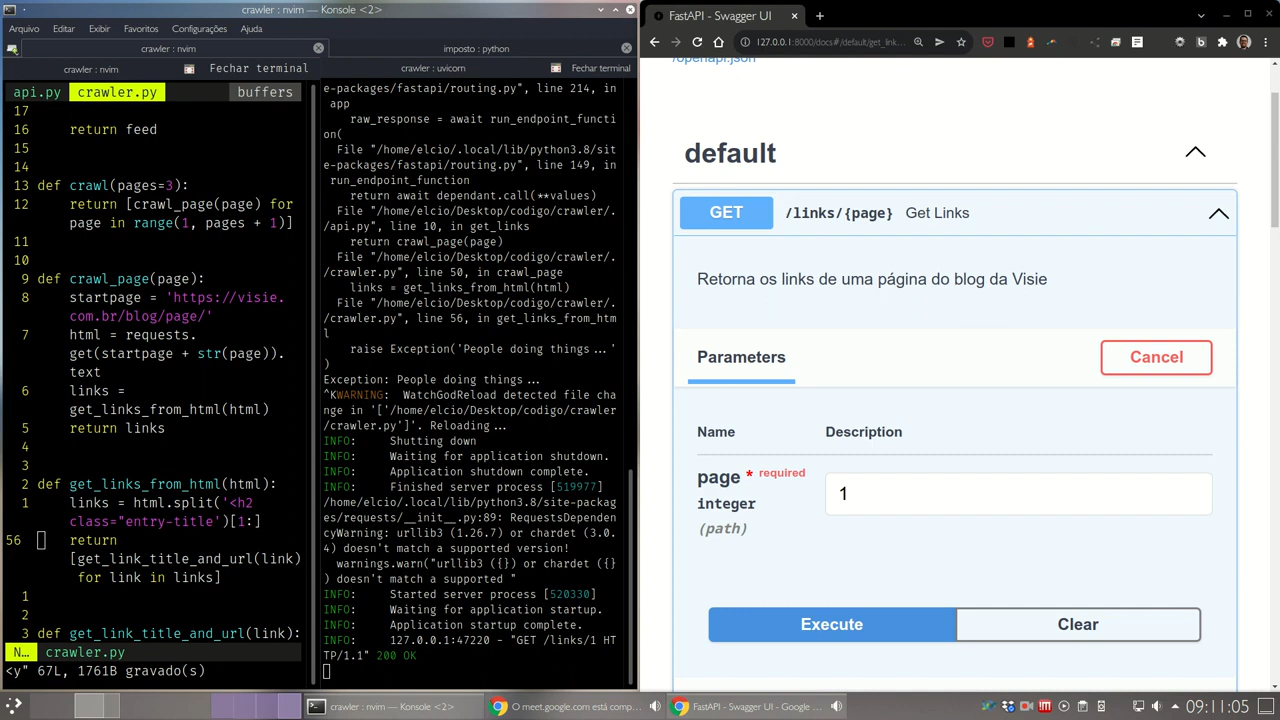 crawler : nvim — Konsole <2>
Arquivo Editar Exibir Favoritos Configurações Ajuda
crawler : nvim
imposto : python
crawler : nvim
Fechar terminal
api.py crawler.py buffers
17
16 return feed
15
14
13 def crawl(pages=3):
12 return [crawl_page(page) for
page in range(1, pages + 1)]
11
10
9 def crawl_page(page):
8 startpage = 'https://visie.
com.br/blog/page/'
7 html = requests.
get(startpage + str(page)).
text
6 links =
get_links_from_html(html)
5 return links
4
3
2 def get_links_from_html(html):
1 links = html.split('<h2
class="entry-title')[1:]
56 return
[get_link_title_and_url(link)
for link in links]
1
2
3 def get_link_title_and_url(link):
N… crawler.py
<y" 67L, 1761B gravado(s)
crawler : uvicorn
Fechar terminal
e-packages/fastapi/routing.py", line 214, in
app
raw_response = await run_endpoint_functi
on(
File "/home/elcio/.local/lib/python3.8/sit
e-packages/fastapi/routing.py", line 149, in
run_endpoint_function
return await dependant.call(**values)
File "/home/elcio/Desktop/codigo/crawler/.
/api.py", line 10, in get_links
return crawl_page(page)
File "/home/elcio/Desktop/codigo/crawler/.
/crawler.py", line 50, in crawl_page
links = get_links_from_html(html)
File "/home/elcio/Desktop/codigo/crawler/.
/crawler.py", line 56, in get_links_from_htm
l
raise Exception('People doing things...'
)
Exception: People doing things...
^KWARNING: WatchGodReload detected file cha
nge in '['/home/elcio/Desktop/codigo/crawler
/crawler.py']'. Reloading...
INFO: Shutting down
INFO: Waiting for application shutdown.
INFO: Application shutdown complete.
INFO: Finished server process [519977]
/home/elcio/.local/lib/python3.8/site-packag
es/requests/__init__.py:89: RequestsDependen
cyWarning: urllib3 (1.26.7) or chardet (3.0.
4) doesn't match a supported version!
warnings.warn("urllib3 ({}) or chardet ({}
) doesn't match a supported "
INFO: Started server process [520330]
INFO: Waiting for application startup.
INFO: Application startup complete.
INFO: 127.0.0.1:47220 - "GET /links/1 HT
TP/1.1" 200 OK
FastAPI - Swagger UI
127.0.0.1:8000/docs#/default/get_link...
/openapi.json
default
GET /links/{page} Get Links
Retorna os links de uma página do blog da Visie
Parameters
Cancel
Name Description
page * required
integer
(path)
1
Execute
Clear
crawler : nvim — Konsole <2>
O meet.google.com está comp...
FastAPI - Swagger UI - Google ...
09:11:05